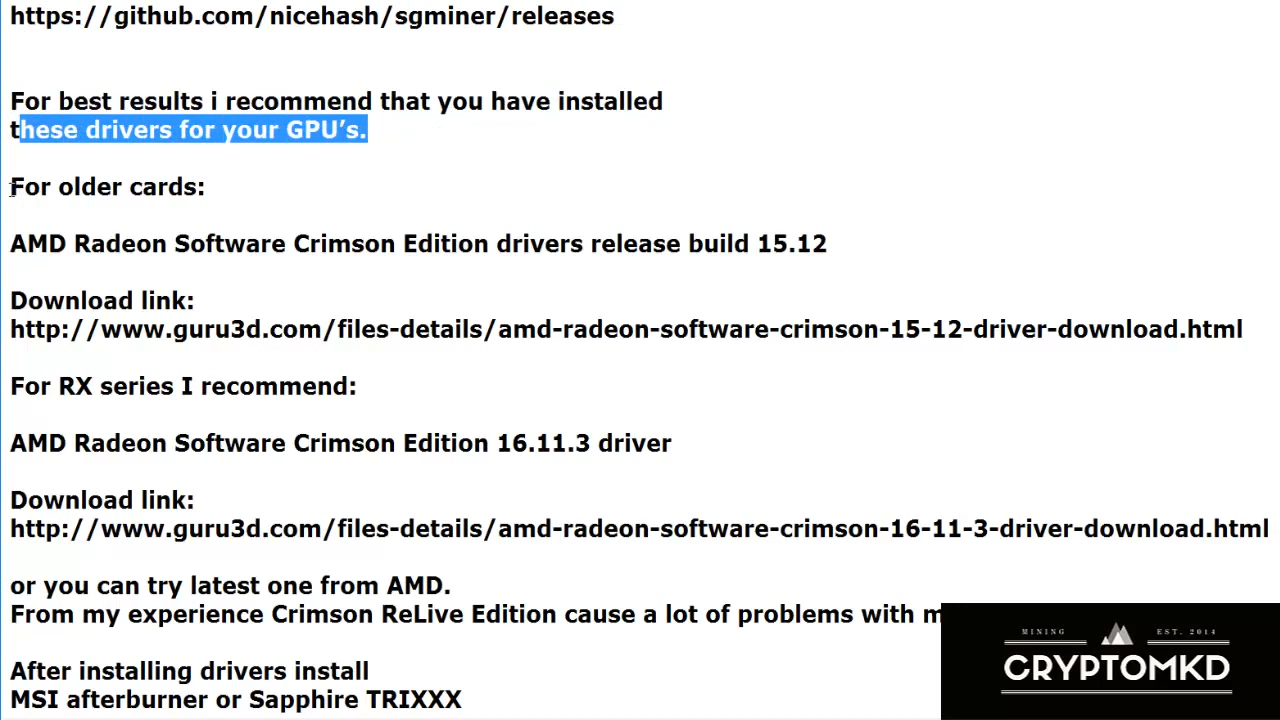 https://github.com/nicehash/sgminer/releases
For best results i recommend that you have installed
these drivers for your GPU’s.
For older cards:
AMD Radeon Software Crimson Edition drivers release build 15.12
Download link:
http://www.guru3d.com/files-details/amd-radeon-software-crimson-15-12-driver-download.html
For RX series I recommend:
AMD Radeon Software Crimson Edition 16.11.3 driver
Download link:
http://www.guru3d.com/files-details/amd-radeon-software-crimson-16-11-3-driver-download.html
or you can try latest one from AMD.
From my experience Crimson ReLive Edition cause a lot of problems with
After installing drivers install
MSI afterburner or Sapphire TRIXXX
MINING EST. 2014
CRYPTOMKD